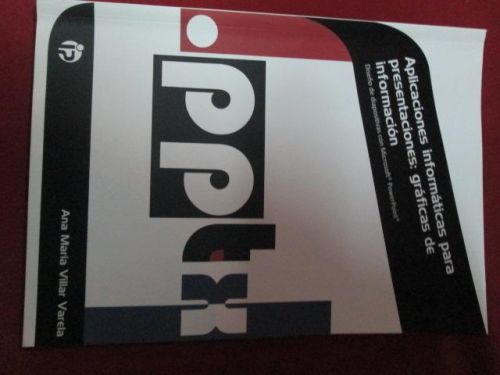 Aplicaciones informáticas para
presentaciones: gráficas de
información
Diseño de diapositivas con Microsoft® PowerPoint®
.pptx
Ana María Villar Varela